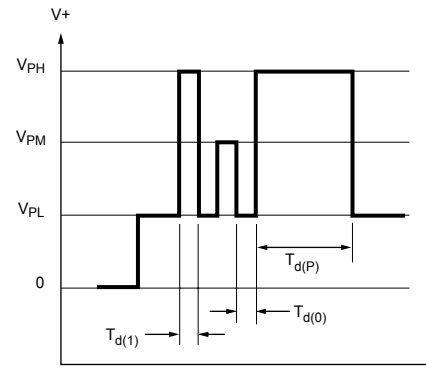 V+
VPH
VPM
VPL
0
Td(P)
Td(0)
Td(1)